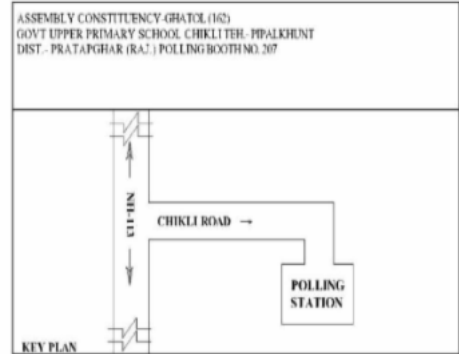 ASSEMBLY CONSTITUENCY-GHATOL (162)
GOVT UPPER PRIMARY SCHOOL CHIKLI TEH.- PIPALKHUNT
DIST.- PRATAPGHAR (RAJ.) POLLING BOOTH NO. 207
NH-113
CHIKLI ROAD →
POLLING
STATION
KEY PLAN